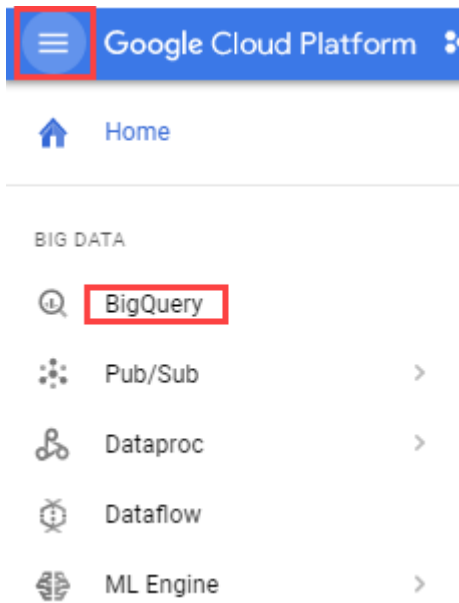 Google Cloud Platform
Home
BIG DATA
BigQuery
Pub/Sub
Dataproc
Dataflow
ML Engine